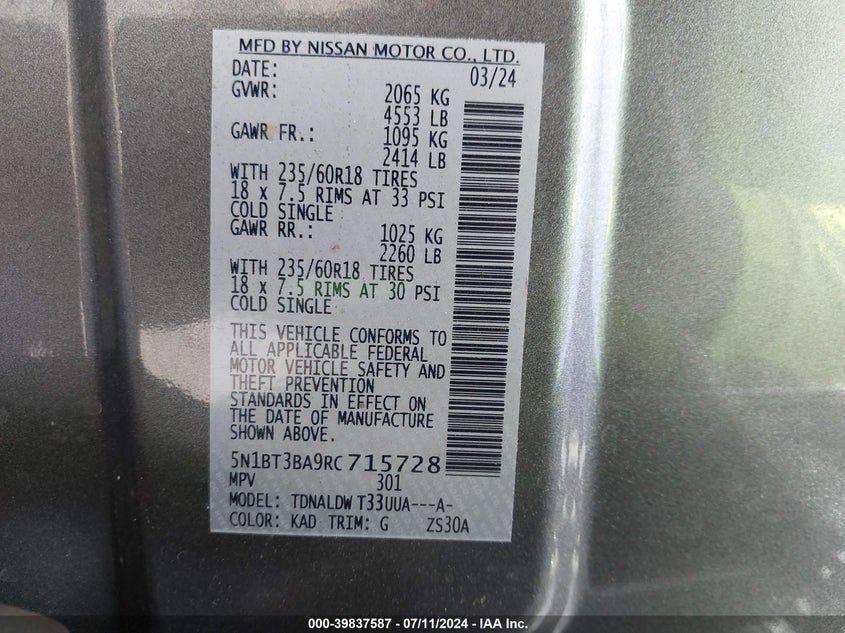 MFD BY NISSAN MOTOR CO., LTD.
DATE: 03/24
GVWR: 2065 KG
4553 LB
GAWR FR.: 1095 KG
2414 LB
WITH 235/60R18 TIRES
18 x 7.5 RIMS AT 33 PSI
COLD SINGLE
GAWR RR.: 1025 KG
2260 LB
WITH 235/60R18 TIRES
18 x 7.5 RIMS AT 30 PSI
COLD SINGLE
THIS VEHICLE CONFORMS TO
ALL APPLICABLE FEDERAL
MOTOR VEHICLE SAFETY AND
THEFT PREVENTION
STANDARDS IN EFFECT ON
THE DATE OF MANUFACTURE
SHOWN ABOVE.
5N1BT3BA9RC715728
MPV 301
MODEL: TDNALDW T33UUA---A-
COLOR: KAD TRIM: G ZS30A
000-39837587 - 07/11/2024 - IAA Inc.